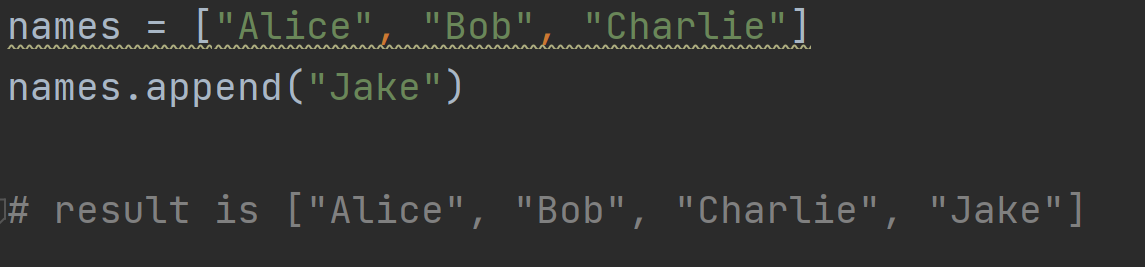 names = ["Alice", "Bob", "Charlie"]
names.append("Jake")
# result is ["Alice", "Bob", "Charlie", "Jake"]